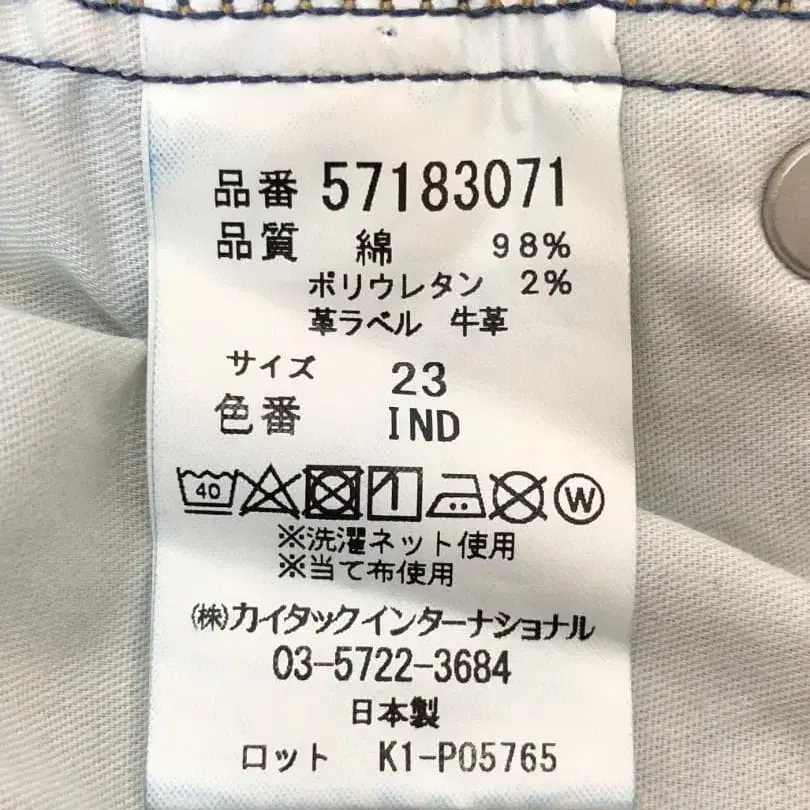 品番 57183071
品質 綿 98%
ポリウレタン 2%
革ラベル 牛革
サイズ 23
色番 IND
40 W
※洗濯ネット使用
※当て布使用
(株)カイタックインターナショナル
03-5722-3684
日本製
ロット K1-P05765